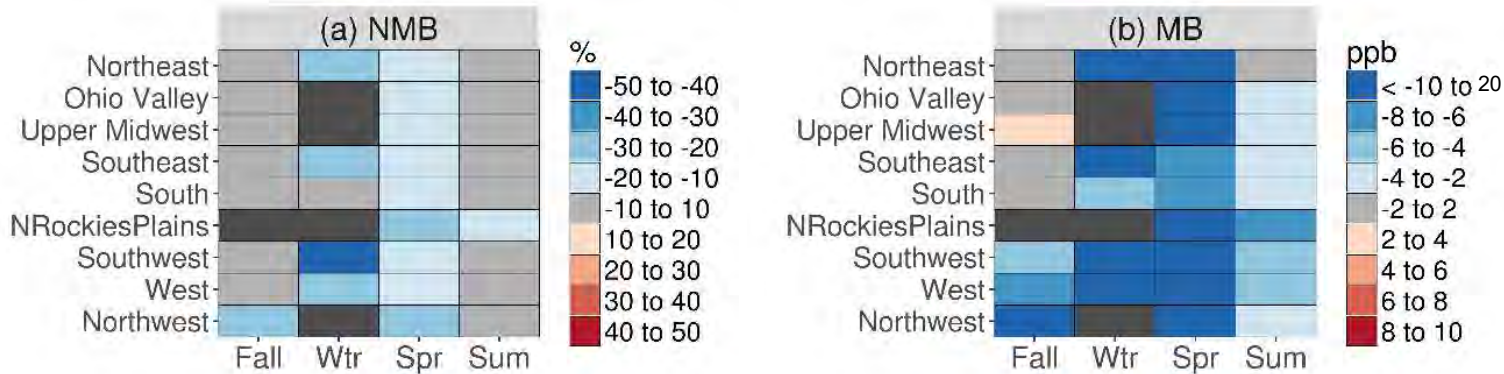 (a) NMB
Northeast
Ohio Valley
Upper Midwest
Southeast
South
NRockiesPlains
Southwest
West
Northwest
Fall Wtr Spr Sum
%
-50 to -40
-40 to -30
-30 to -20
-20 to -10
-10 to 10
10 to 20
20 to 30
30 to 40
40 to 50
(b) MB
Northeast
Ohio Valley
Upper Midwest
Southeast
South
NRockiesPlains
Southwest
West
Northwest
Fall Wtr Spr Sum
ppb
< -10 to 20
-8 to -6
-6 to -4
-4 to -2
-2 to 2
2 to 4
4 to 6
6 to 8
8 to 10